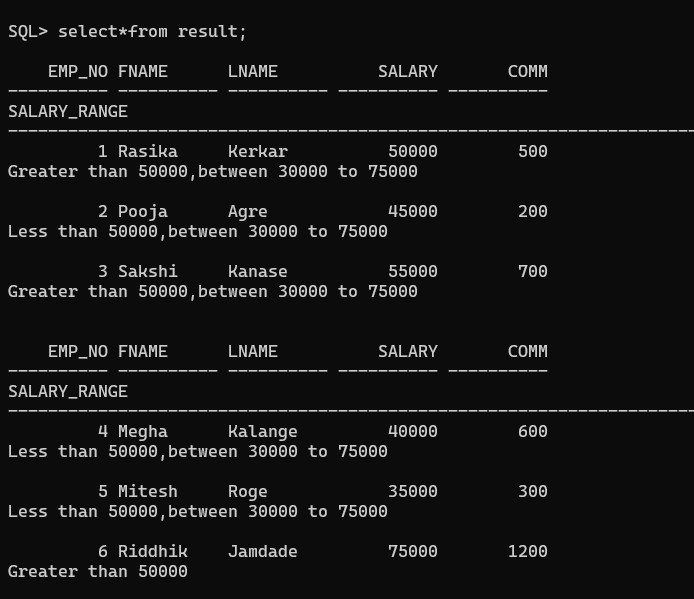 SQL> select*from result;
EMP_NO FNAME LNAME SALARY COMM
SALARY_RANGE
1 Rasika Kerkar 50000 500
Greater than 50000,between 30000 to 75000
2 Pooja Agre 45000 200
Less than 50000,between 30000 to 75000
3 Sakshi Kanase 55000 700
Greater than 50000,between 30000 to 75000
EMP_NO FNAME LNAME SALARY COMM
SALARY_RANGE
4 Megha Kalange 40000 600
Less than 50000,between 30000 to 75000
5 Mitesh Roge 35000 300
Less than 50000,between 30000 to 75000
6 Riddhik Jamdade 75000 1200
Greater than 50000